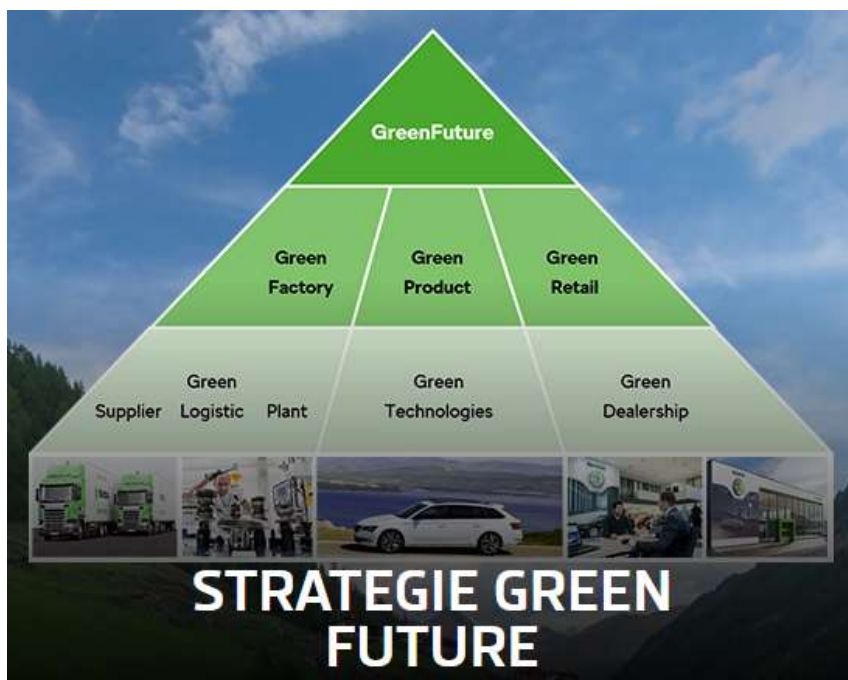 GreenFuture
Green Green Green
Factory Product Retail
Green Green Green
Supplier Logistic Plant Technologies Dealership
STRATEGIE GREEN
FUTURE